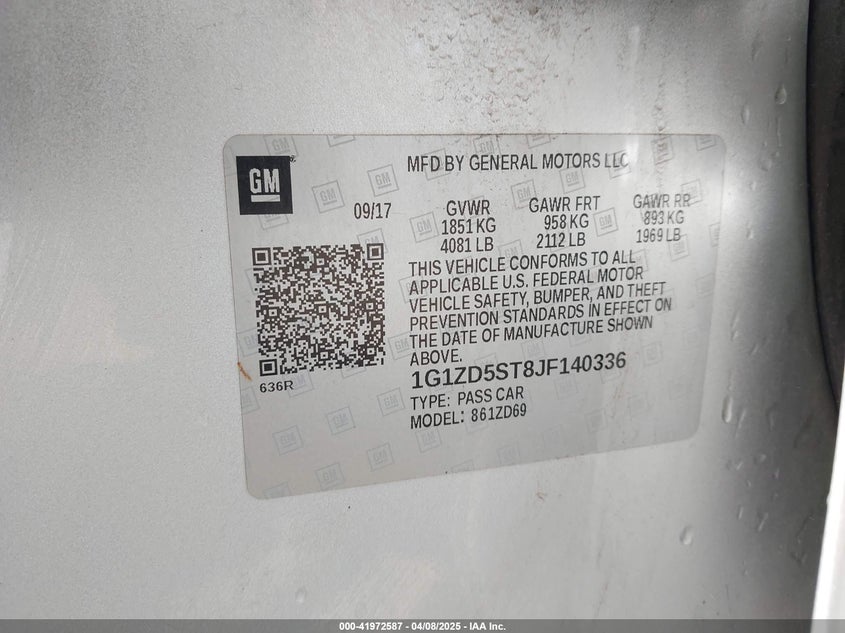 GM
MFD BY GENERAL MOTORS LLC
09/17
GVWR GAWR FRT GAWR RR
1851 KG 958 KG 893 KG
4081 LB 2112 LB 1969 LB
THIS VEHICLE CONFORMS TO ALL
APPLICABLE U.S. FEDERAL MOTOR
VEHICLE SAFETY, BUMPER, AND THEFT
PREVENTION STANDARDS IN EFFECT ON
THE DATE OF MANUFACTURE SHOWN
ABOVE.
636R
1G1ZD5ST8JF140336
TYPE: PASS CAR
MODEL: 861ZD69
000-41972587 - 04/08/2025 - IAA Inc.